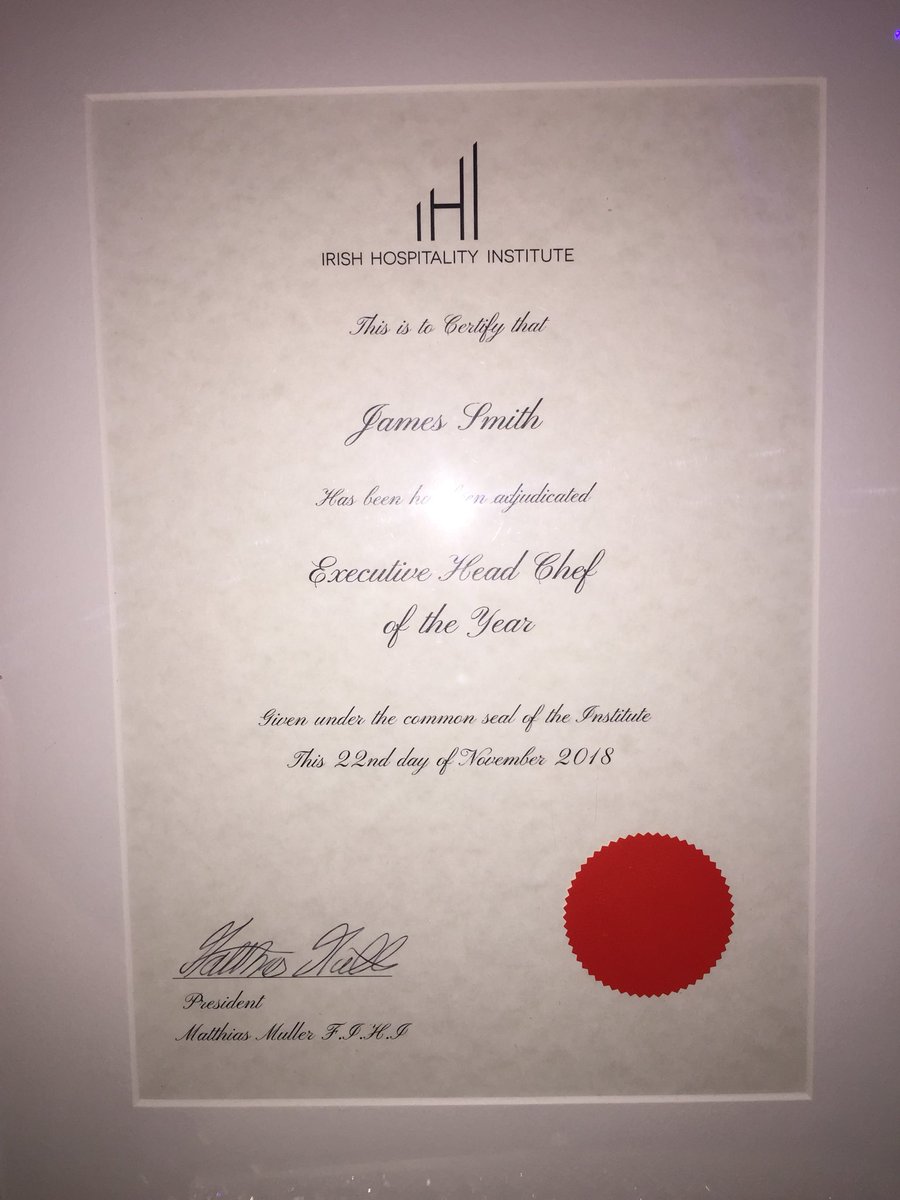 IHI
IRISH HOSPITALITY INSTITUTE
This is to Certify that
James Smith
Has been adjudicated
Executive Head Chef
of the Year
Given under the common seal of the Institute
This 22nd day of November 2018
President
Matthias Muller F.I.H.I